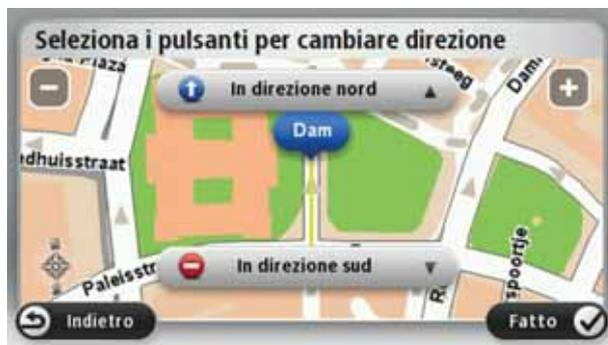 Seleziona i pulsanti per cambiare direzione
Plaza
steeg
Dam
In direzione nord
Dam
dhuisstraat
In direzione sud
Paleisstr
spoortje
Indietro
Fatto